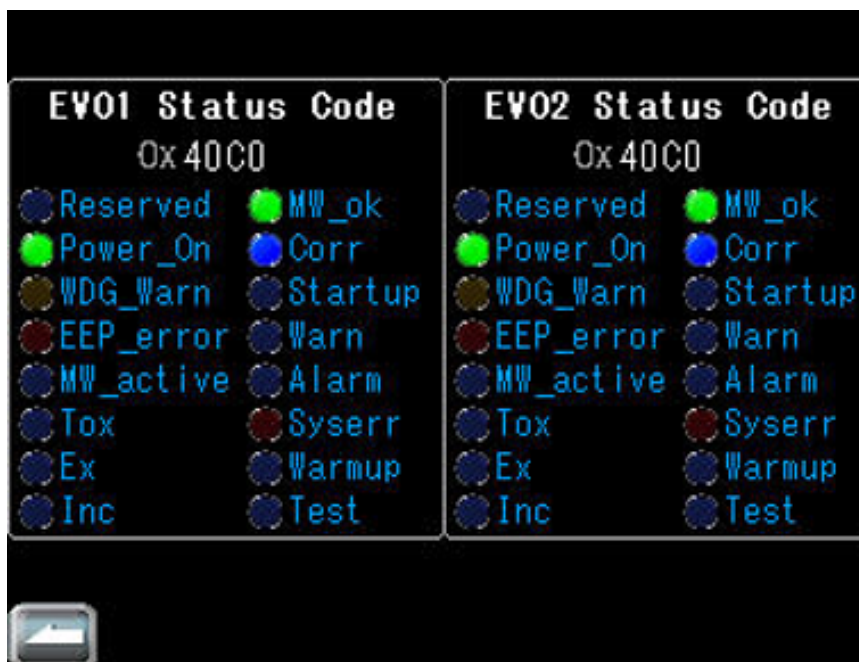 EVO1 Status Code
0x40C0
Reserved MW_ok
Power_On Corr
WDG_Warn Startup
EEP_error Warn
MW_active Alarm
Tox Syserr
Ex Warmup
Inc Test
EVO2 Status Code
0x40C0
Reserved MW_ok
Power_On Corr
WDG_Warn Startup
EEP_error Warn
MW_active Alarm
Tox Syserr
Ex Warmup
Inc Test